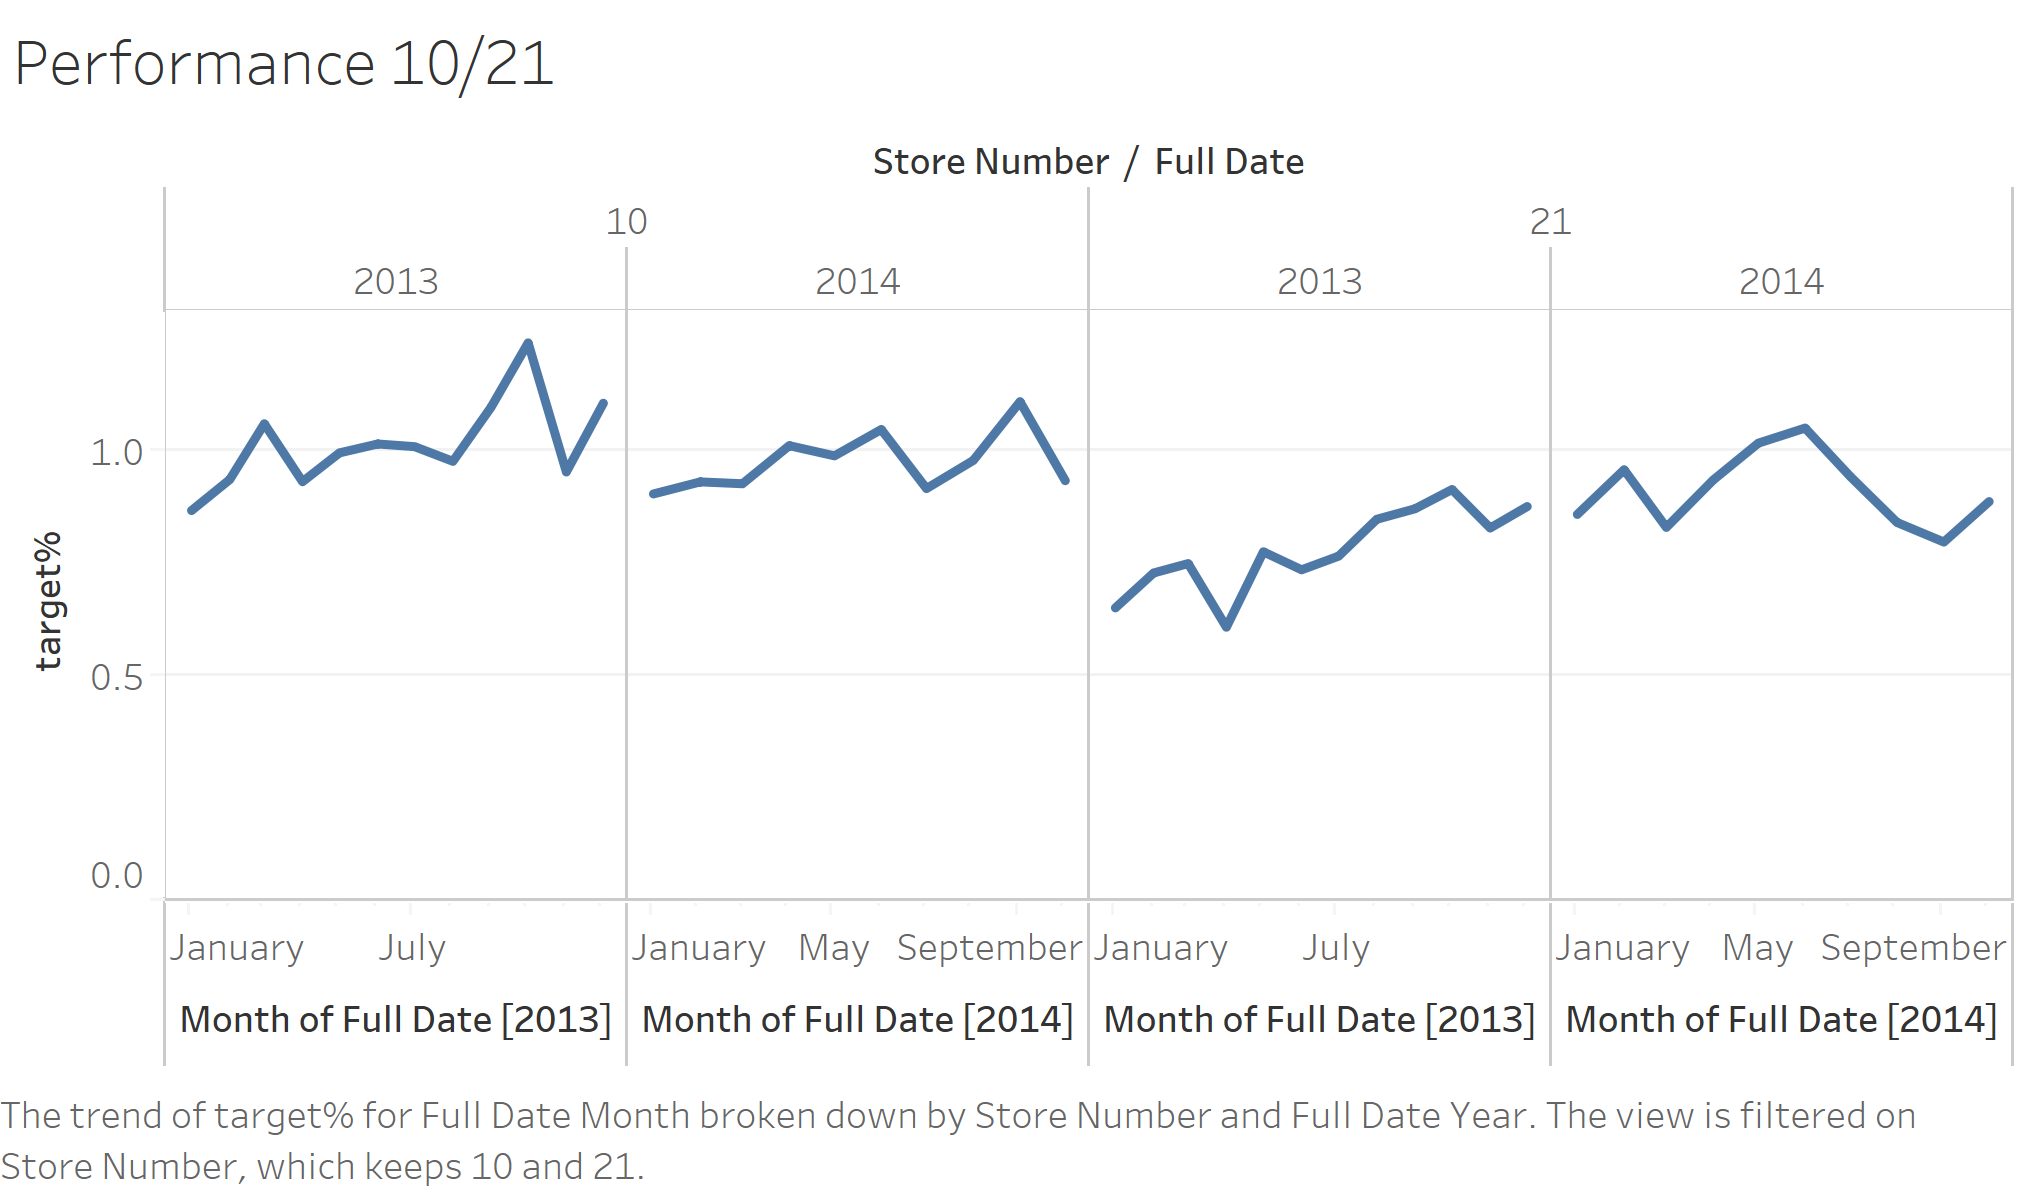 Performance 10/21
Store Number / Full Date
10 21
2013 2014 2013 2014
target%
1.0
0.5
0.0
January July January May September January July January May September
Month of Full Date [2013] Month of Full Date [2014] Month of Full Date [2013] Month of Full Date [2014]
The trend of target% for Full Date Month broken down by Store Number and Full Date Year. The view is filtered on
Store Number, which keeps 10 and 21.